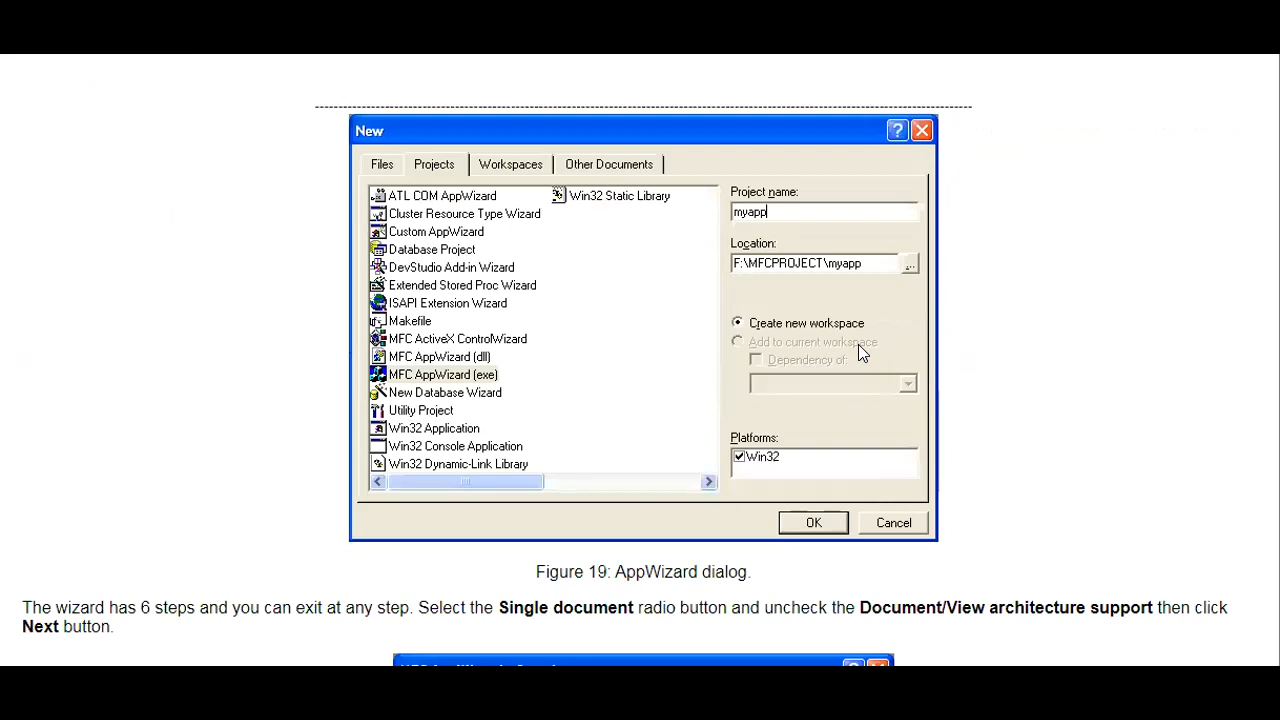 New
Files Projects Workspaces Other Documents
ATL COM AppWizard
Cluster Resource Type Wizard
Custom AppWizard
Database Project
DevStudio Add-in Wizard
Extended Stored Proc Wizard
ISAPI Extension Wizard
Makefile
MFC ActiveX ControlWizard
MFC AppWizard (dll)
MFC AppWizard (exe)
New Database Wizard
Utility Project
Win32 Application
Win32 Console Application
Win32 Dynamic-Link Library
Win32 Static Library
Project name:
myapp
Location:
F:\MFCPROJECT\myapp
...
Create new workspace
Add to current workspace
Dependency of:
Platforms:
Win32
OK Cancel
Figure 19: AppWizard dialog.
The wizard has 6 steps and you can exit at any step. Select the Single document radio button and uncheck the Document/View architecture support then click
Next button.